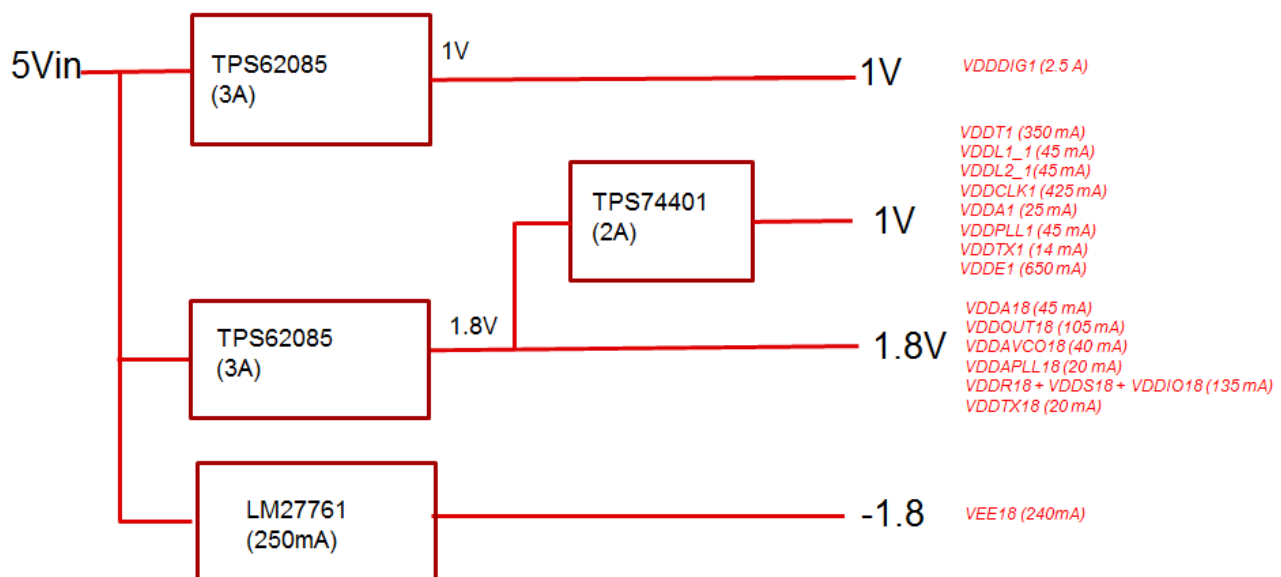 5Vin
TPS62085
(3A)
1V
1V
VDDDIG1 (2.5 A)
TPS74401
(2A)
1V
VDDT1 (350 mA)
VDDL1_1 (45 mA)
VDDL2_1(45 mA)
VDDCLK1 (425 mA)
VDDA1 (25 mA)
VDDPLL1 (45 mA)
VDDTX1 (14 mA)
VDDE1 (650 mA)
TPS62085
(3A)
1.8V
1.8V
VDDA18 (45 mA)
VDDOUT18 (105 mA)
VDDAVCO18 (40 mA)
VDDAPLL18 (20 mA)
VDDR18 + VDDS18 + VDDIO18 (135 mA)
VDDTX18 (20 mA)
LM27761
(250mA)
-1.8
VEE18 (240mA)